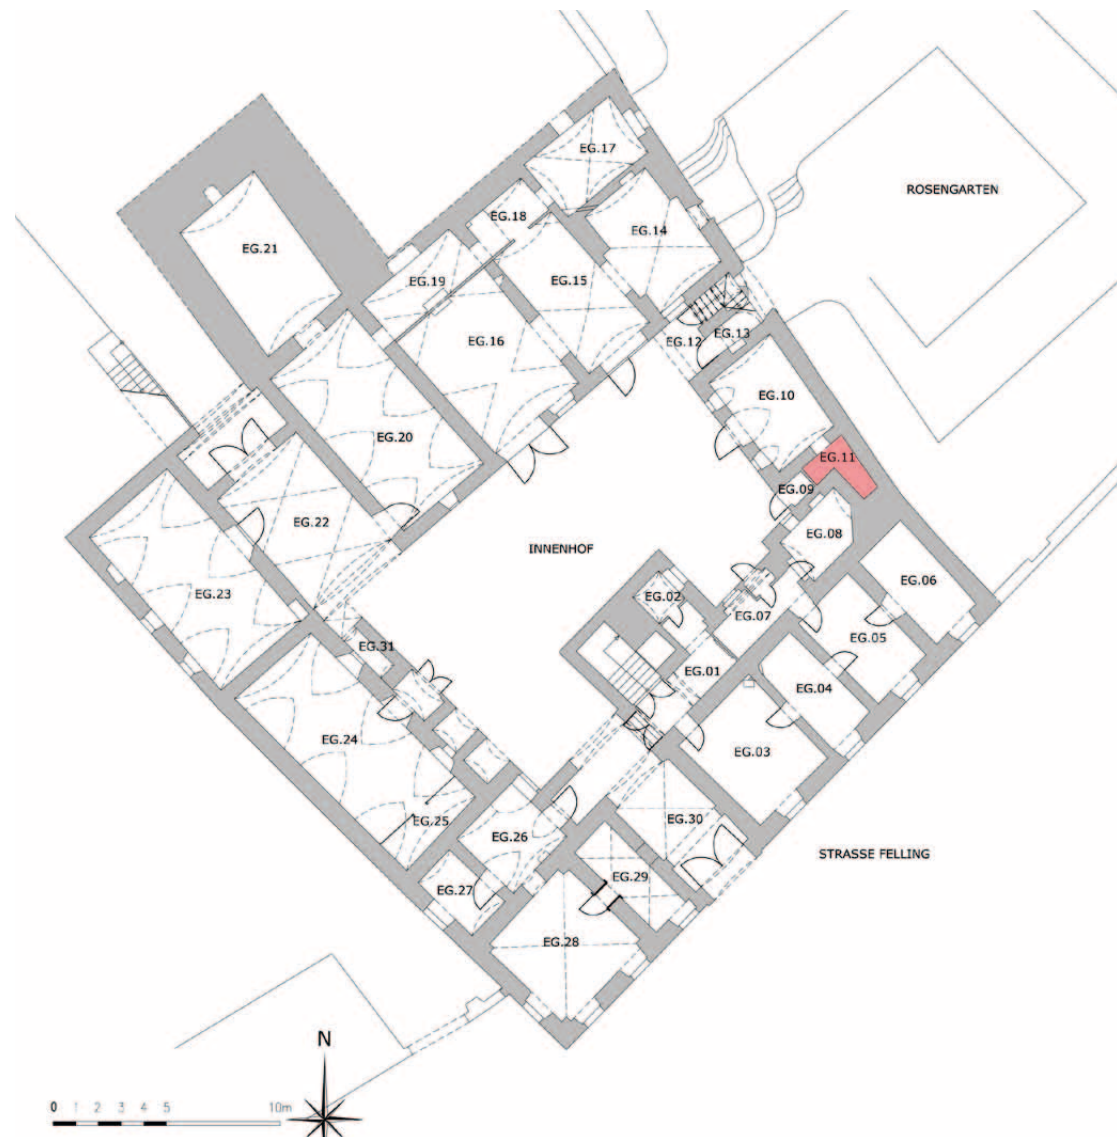 EG.17
ROSENGARTEN
EG.18
EG.14
EG.21
EG.19
EG.15
EG.13
EG.12
EG.16
EG.10
EG.20
EG.11
EG.09
EG.22
EG.08
INNENHOF
EG.06
EG.23
EG.02
EG.07
EG.05
EG.31
EG.01
EG.04
EG.24
EG.03
EG.30
EG.25
EG.26
STRASSE FELLING
EG.29
EG.27
EG.28
N
0 1 2 3 4 5 10m